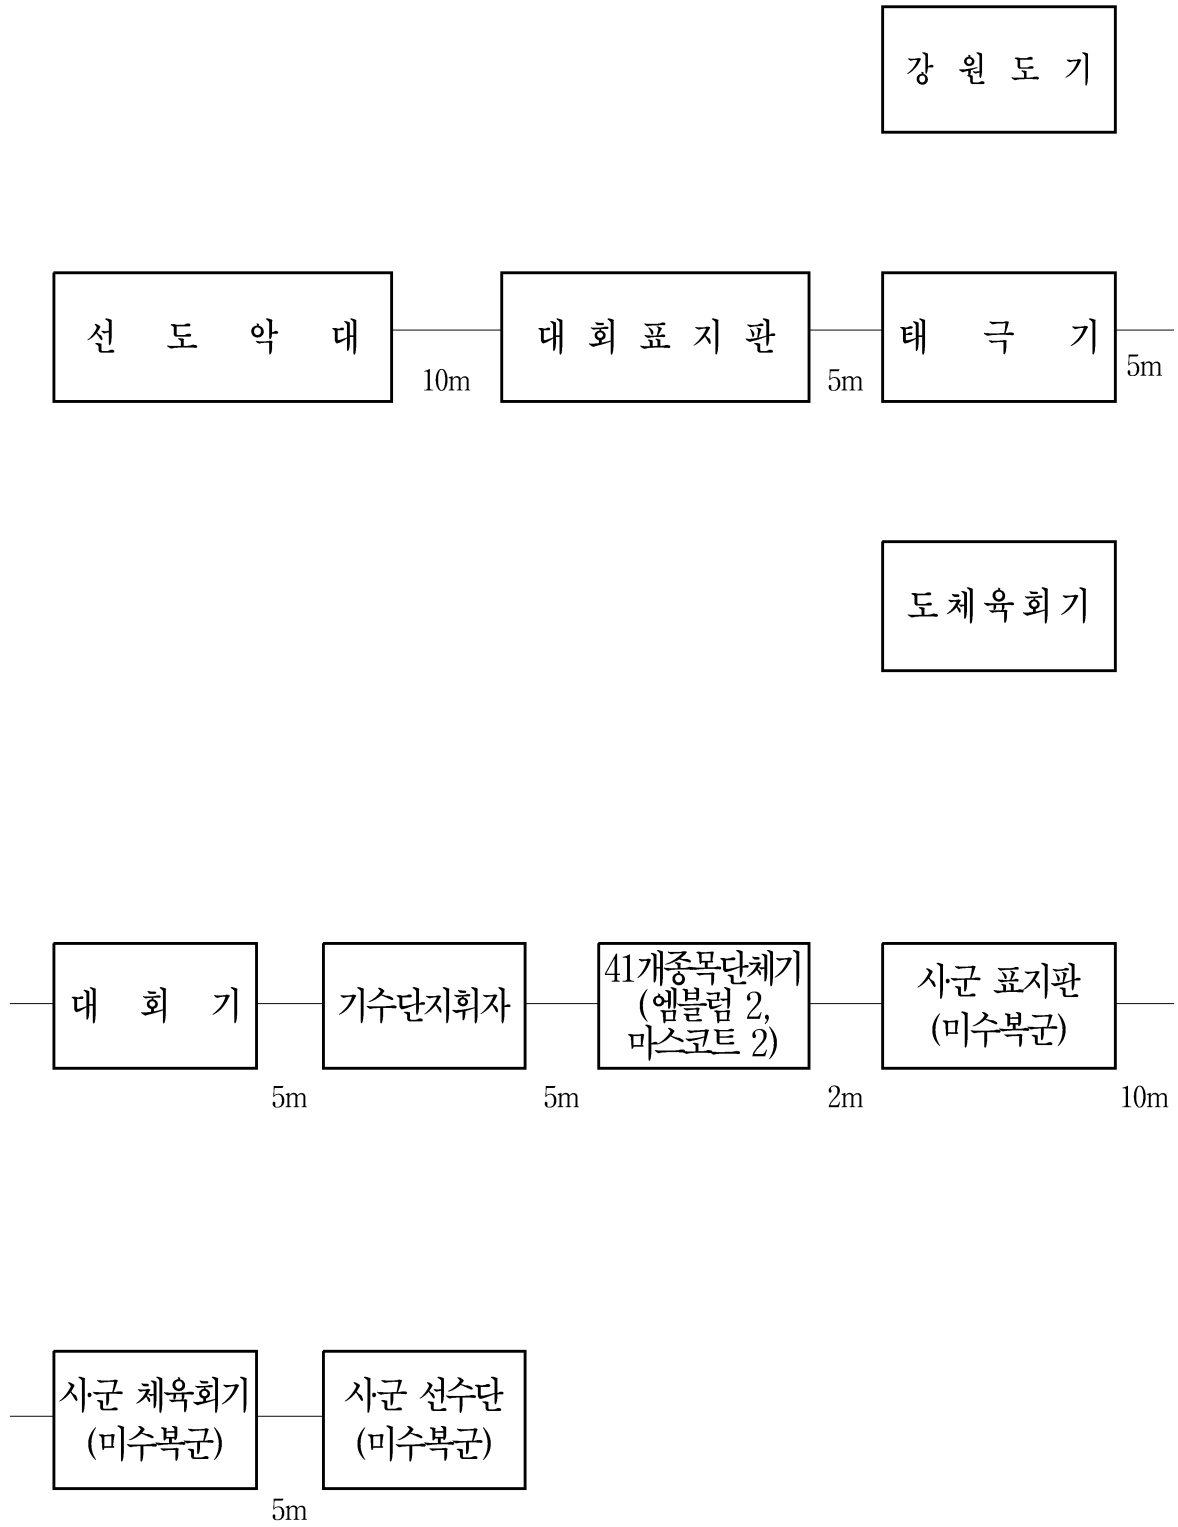 강 원 도 기
선 도 악 대
대 회 표 지 판
태 극 기
10m
5m
5m
도체육회기
대 회 기
기수단지휘자
41개종목단체기
(엠블럼 2,
마스코트 2)
시·군 표지판
(미수복군)
5m
5m
2m
10m
시·군 체육회기
(미수복군)
시·군 선수단
(미수복군)
5m